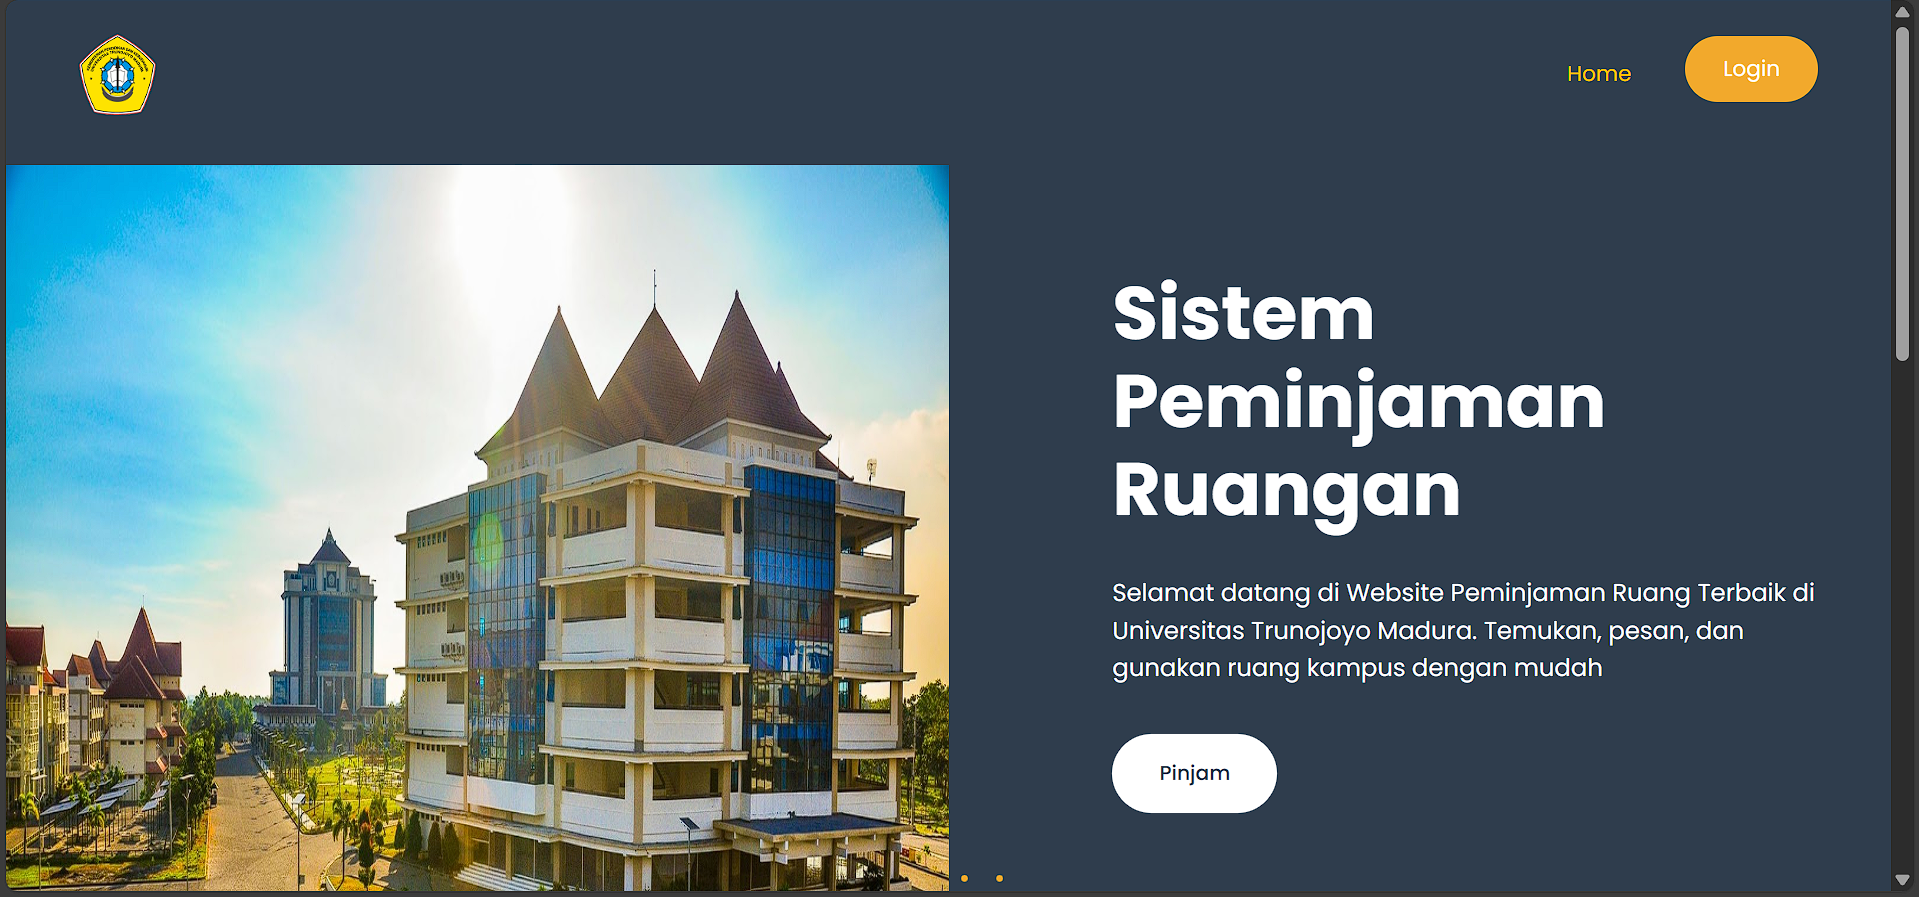 Home
Login
Sistem
Peminjaman
Ruangan
Selamat datang di Website Peminjaman Ruang Terbaik di
Universitas Trunojoyo Madura. Temukan, pesan, dan
gunakan ruang kampus dengan mudah
Pinjam